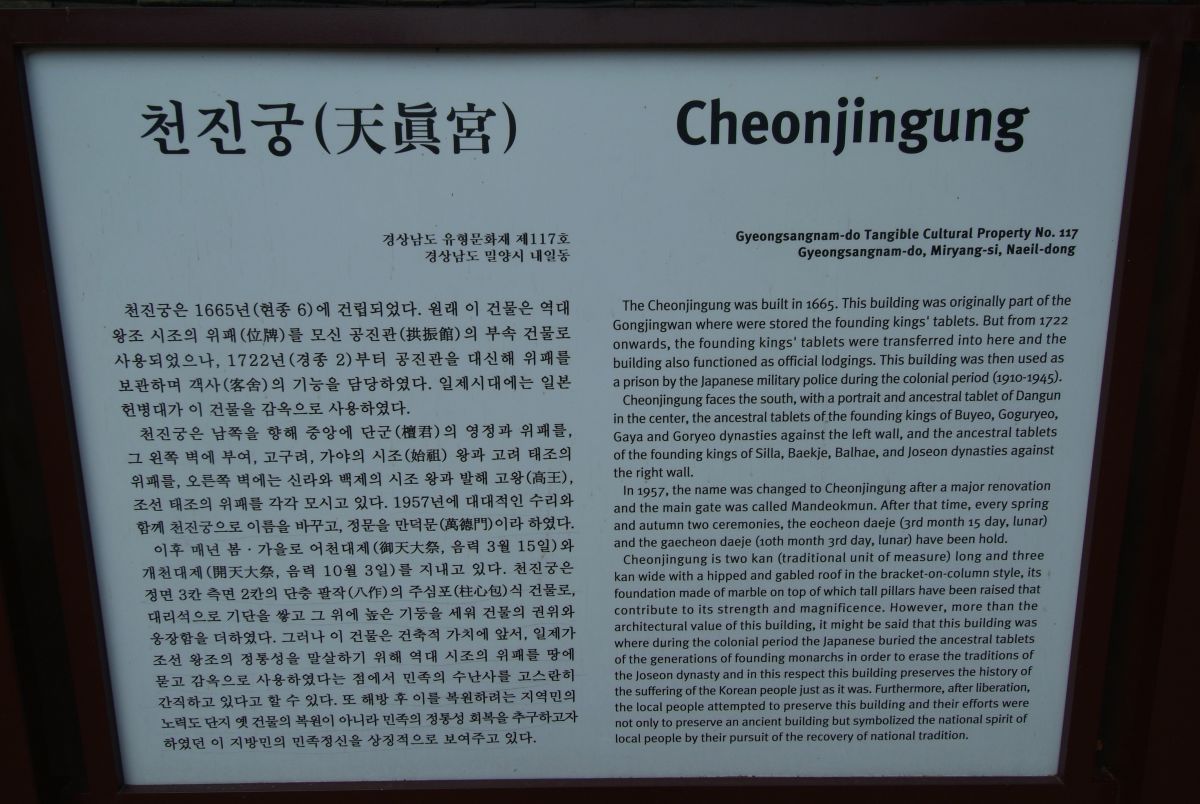 천진궁(天眞宮)
경상남도 유형문화재 제117호
경상남도 밀양시 내일동
천진궁은 1665년(현종 6)에 건립되었다. 원래 이 건물은 역대
왕조 시조의 위패(位牌)를 모신 공진관(拱振館)의 부속 건물로
사용되었으나, 1722년(경종 2)부터 공진관을 대신해 위패를
보관하며 객사(客舍)의 기능을 담당하였다. 일제시대에는 일본
헌병대가 이 건물을 감옥으로 사용하였다.
천진궁은 남쪽을 향해 중앙에 단군(檀君)의 영정과 위패를,
그 왼쪽 벽에 부여, 고구려, 가야의 시조(始祖) 왕과 고려 태조의
위패를, 오른쪽 벽에는 신라와 백제의 시조 왕과 발해 고왕(高王),
조선 태조의 위패를 각각 모시고 있다. 1957년에 대대적인 수리와
함께 천진궁으로 이름을 바꾸고, 정문을 만덕문(萬德門)이라 하였다.
이후 매년 봄·가을로 어천대제(御天大祭, 음력 3월 15일)와
개천대제(開天大祭, 음력 10월 3일)를 지내고 있다. 천진궁은
정면 3칸 측면 2칸의 단층 팔작(八作)의 주심포(柱心包)식 건물로,
대리석으로 기단을 쌓고 그 위에 높은 기둥을 세워 건물의 권위와
웅장함을 더하였다. 그러나 이 건물은 건축적 가치에 앞서, 일제가
조선 왕조의 정통성을 말살하기 위해 역대 시조의 위패를 땅에
묻고 감옥으로 사용하였다는 점에서 민족의 수난사를 고스란히
간직하고 있다고 할 수 있다. 또 해방 후 이를 복원하려는 지역민의
노력도 단지 옛 건물의 복원이 아니라 민족의 정통성 회복을 추구하고자
하였던 이 지방민의 민족정신을 상징적으로 보여주고 있다.
Cheonjingung
Gyeongsangnam-do Tangible Cultural Property No. 117
Gyeongsangnam-do, Miryang-si, Naeil-dong
The Cheonjingung was built in 1665. This building was originally part of the
Gongjingwan where were stored the founding kings' tablets. But from 1722
onwards, the founding kings' tablets were transferred into here and the
building also functioned as official lodgings. This building was then used as
a prison by the Japanese military police during the colonial period (1910-1945).
Cheonjingung faces the south, with a portrait and ancestral tablet of Dangun
in the center, the ancestral tablets of the founding kings of Buyeo, Goguryeo,
Gaya and Goryeo dynasties against the left wall, and the ancestral tablets
of the founding kings of Silla, Baekje, Balhae, and Joseon dynasties against
the right wall.
In 1957, the name was changed to Cheonjingung after a major renovation
and the main gate was called Mandeokmun. After that time, every spring
and autumn two ceremonies, the eocheon daeje (3rd month 15 day, lunar)
and the gaecheon daeje (10th month 3rd day, lunar) have been hold.
Cheonjingung is two kan (traditional unit of measure) long and three
kan wide with a hipped and gabled roof in the bracket-on-column style, its
foundation made of marble on top of which tall pillars have been raised that
contribute to its strength and magnificence. However, more than the
architectural value of this building, it might be said that this building was
where during the colonial period the Japanese buried the ancestral tablets
of the generations of founding monarchs in order to erase the traditions of
the Joseon dynasty and in this respect this building preserves the history of
the suffering of the Korean people just as it was. Furthermore, after liberation,
the local people attempted to preserve this building and their efforts were
not only to preserve an ancient building but symbolized the national spirit of
local people by their pursuit of the recovery of national tradition.